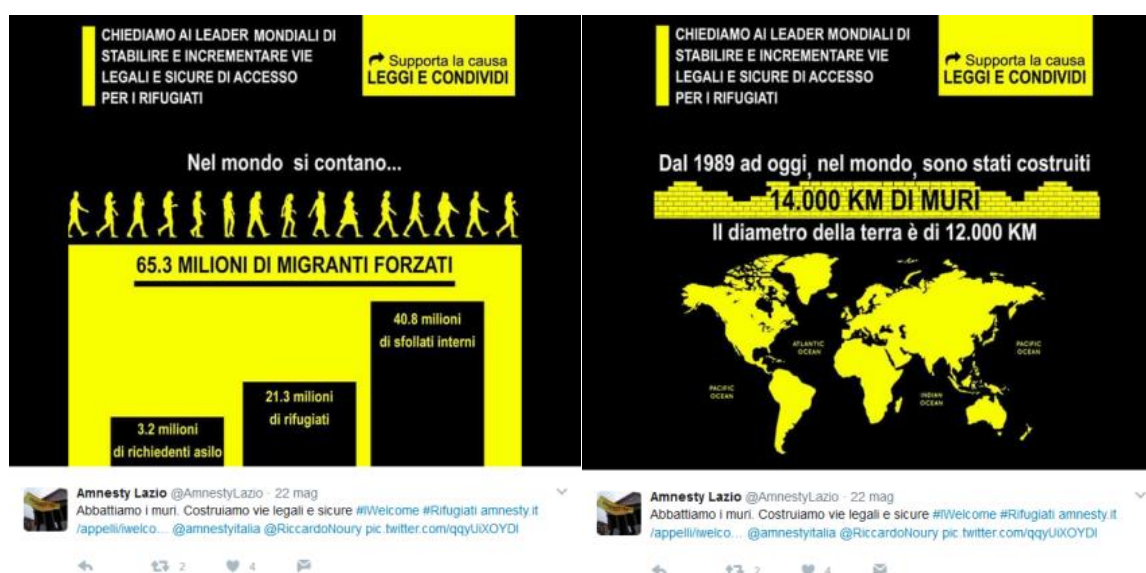 CHIEDIAMO AI LEADER MONDIALI DI
STABILIRE E INCREMENTARE VIE
LEGALI E SICURE DI ACCESSO
PER I RIFUGIATI
Supporta la causa
LEGGI E CONDIVIDI
Nel mondo si contano...
65.3 MILIONI DI MIGRANTI FORZATI
40.8 milioni
di sfollati interni
21.3 milioni
di rifugiati
3.2 milioni
di richiedenti asilo
Amnesty Lazio @AmnestyLazio · 22 mag
Abbattiamo i muri. Costruiamo vie legali e sicure #IWelcome #Rifugiati amnesty.it
/appelli/iwelco... @amnestyitalia @RiccardoNoury pic.twitter.com/qqyUiXOYDl
2 4
CHIEDIAMO AI LEADER MONDIALI DI
STABILIRE E INCREMENTARE VIE
LEGALI E SICURE DI ACCESSO
PER I RIFUGIATI
Supporta la causa
LEGGI E CONDIVIDI
Dal 1989 ad oggi, nel mondo, sono stati costruiti
14.000 KM DI MURI
Il diametro della terra è di 12.000 KM
ATLANTIC
OCEAN
PACIFIC
OCEAN
PACIFIC
OCEAN
INDIAN
OCEAN
Amnesty Lazio @AmnestyLazio · 22 mag
Abbattiamo i muri. Costruiamo vie legali e sicure #IWelcome #Rifugiati amnesty.it
/appelli/iwelco... @amnestyitalia @RiccardoNoury pic.twitter.com/qqyUiXOYDl
2 4